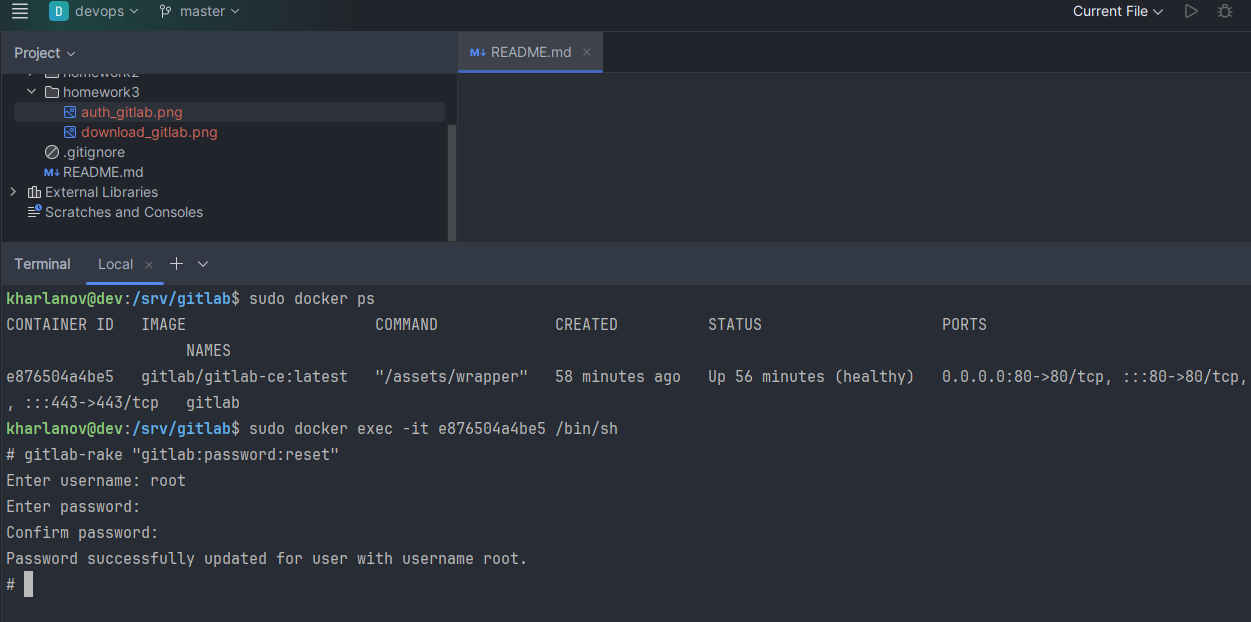 D devops master Current File
Project
M↓ README.md
homework2
homework3
auth_gitlab.png
download_gitlab.png
.gitignore
M↓ README.md
External Libraries
Scratches and Consoles
Terminal Local
kharlanov@dev:/srv/gitlab$ sudo docker ps
CONTAINER ID IMAGE COMMAND CREATED STATUS PORTS
NAMES
e876504a4be5 gitlab/gitlab-ce:latest "/assets/wrapper" 58 minutes ago Up 56 minutes (healthy) 0.0.0.0:80->80/tcp, :::80->80/tcp,
, :::443->443/tcp gitlab
kharlanov@dev:/srv/gitlab$ sudo docker exec -it e876504a4be5 /bin/sh
# gitlab-rake "gitlab:password:reset"
Enter username: root
Enter password:
Confirm password:
Password successfully updated for user with username root.
#